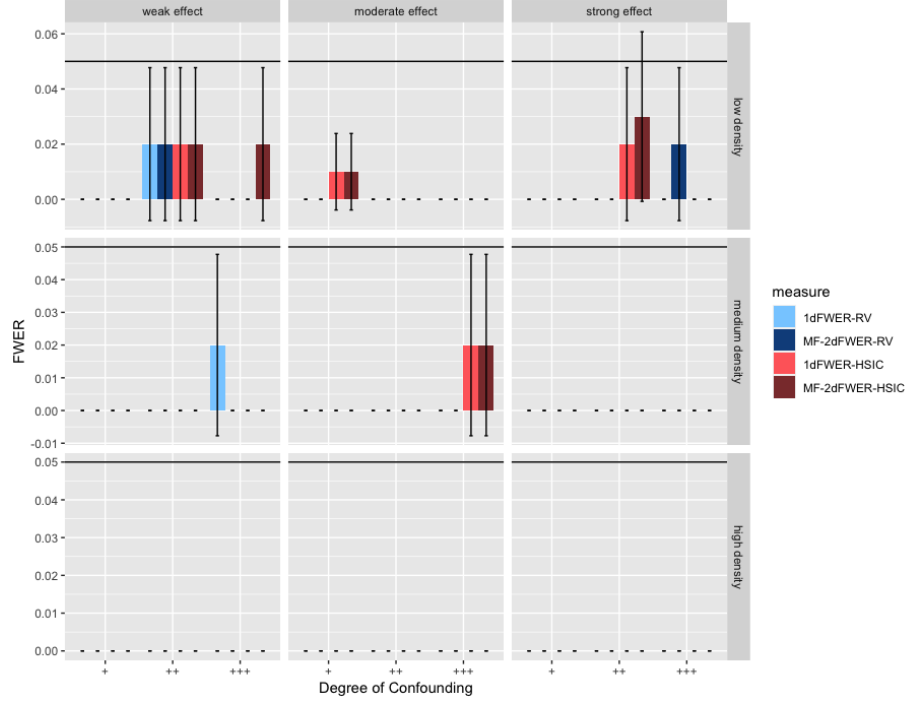 weak effect
moderate effect
strong effect
0.06
0.04
0.02
0.00
low density
0.05
0.04
0.03
0.02
0.01
0.00
-0.01
medium density
0.05
0.04
0.03
0.02
0.01
0.00
high density
+
++
+++
+
++
+++
+
++
+++
FWER
Degree of Confounding
measure
1dFWER-RV
MF-2dFWER-RV
1dFWER-HSIC
MF-2dFWER-HSIC